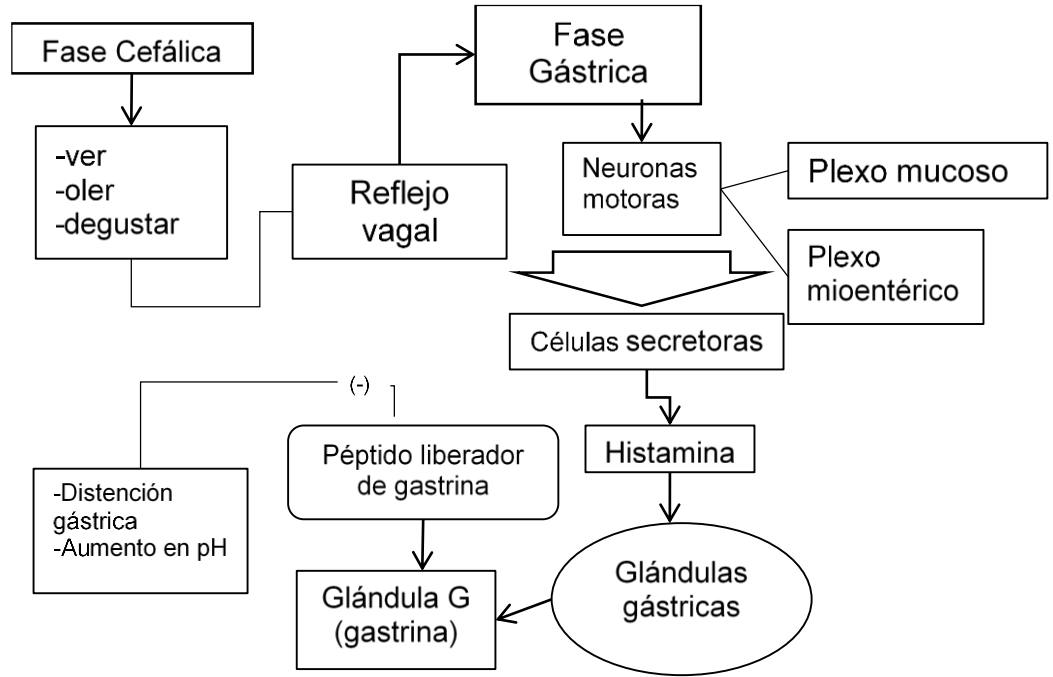 Fase Cefálica
-ver
-oler
-degustar
Reflejo
vagal
Fase
Gástrica
Neuronas
motoras
Plexo mucoso
Plexo
mioentérico
Células secretoras
Histamina
Glándulas
gástricas
(-)
Péptido liberador
de gastrina
-Distención
gástrica
-Aumento en pH
Glándula G
(gastrina)